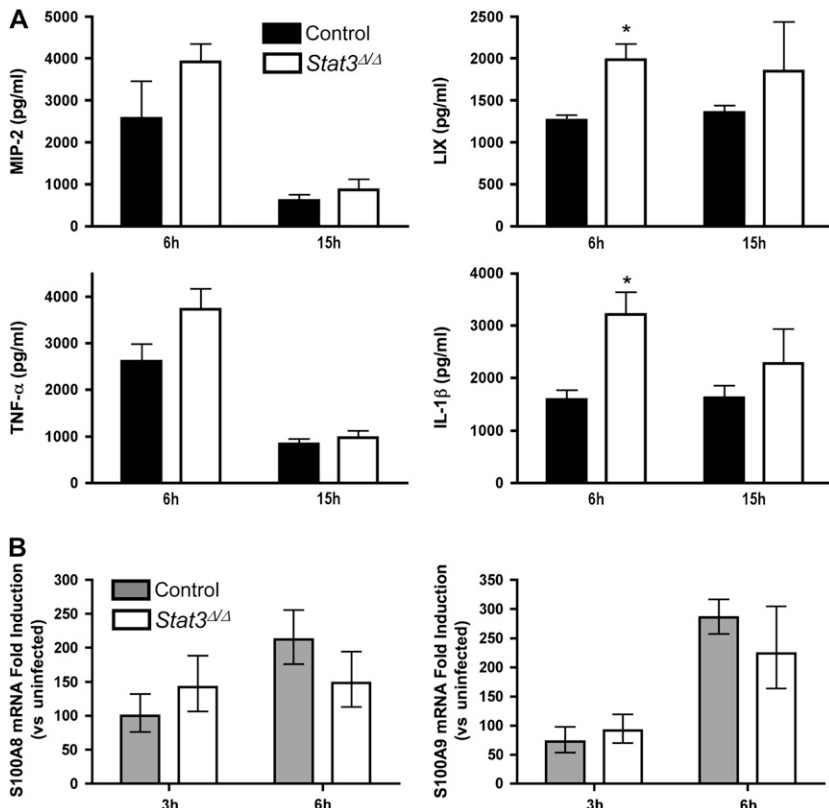 A
Control
Stat3Δ/Δ
MIP-2 (pg/ml)
5000
4000
3000
2000
1000
0
6h
15h
*
LIX (pg/ml)
2500
2000
1500
1000
500
0
6h
15h
TNF-α (pg/ml)
5000
4000
3000
2000
1000
0
6h
15h
*
IL-1β (pg/ml)
4000
3000
2000
1000
0
6h
15h
B
Control
Stat3Δ/Δ
S100A8 mRNA Fold Induction
(vs uninfected)
300
250
200
150
100
50
0
3h
6h
S100A9 mRNA Fold Induction
(vs uninfected)
350
300
250
200
150
100
50
0
3h
6h